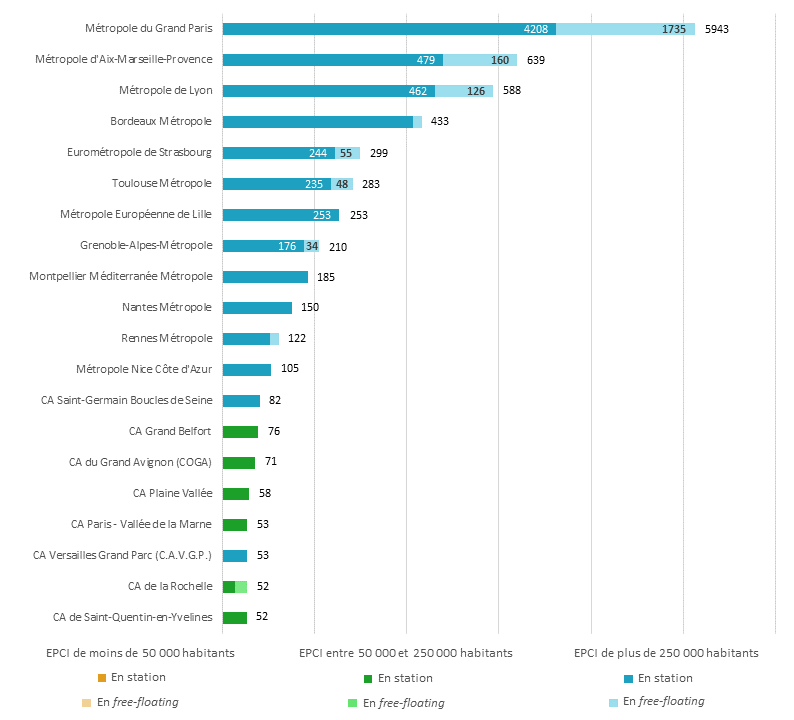 Métropole du Grand Paris 4208 1735 5943
Métropole d'Aix-Marseille-Provence 479 160 639
Métropole de Lyon 462 126 588
Bordeaux Métropole 433
Eurométropole de Strasbourg 244 55 299
Toulouse Métropole 235 48 283
Métropole Européenne de Lille 253 253
Grenoble-Alpes-Métropole 176 34 210
Montpellier Méditerranée Métropole 185
Nantes Métropole 150
Rennes Métropole 122
Métropole Nice Côte d'Azur 105
CA Saint-Germain Boucles de Seine 82
CA Grand Belfort 76
CA du Grand Avignon (COGA) 71
CA Plaine Vallée 58
CA Paris - Vallée de la Marne 53
CA Versailles Grand Parc (C.A.V.G.P.) 53
CA de la Rochelle 52
CA de Saint-Quentin-en-Yvelines 52
EPCI de moins de 50 000 habitants EPCI entre 50 000 et 250 000 habitants EPCI de plus de 250 000 habitants
En station En station En station
En free-floating En free-floating En free-floating